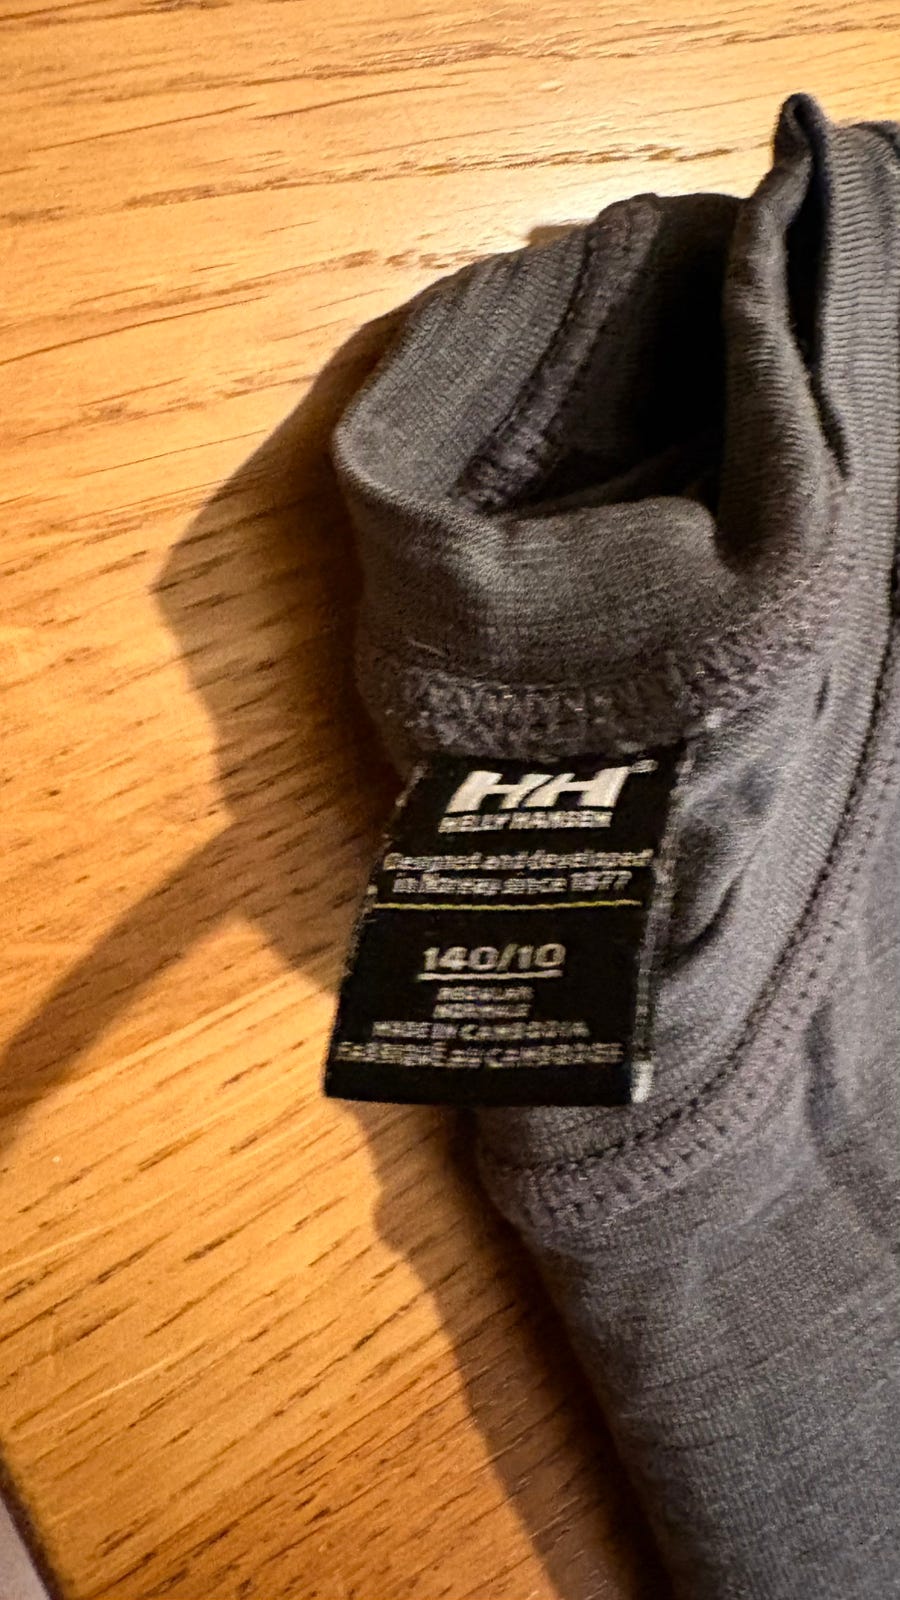 HH®
HELLY HANSEN
Designed and developed
in Norway since 1877
140/10
REGULAR
NORMALE
MADE IN CAMBODIA
FABRIQUÉ AU CAMBODGE